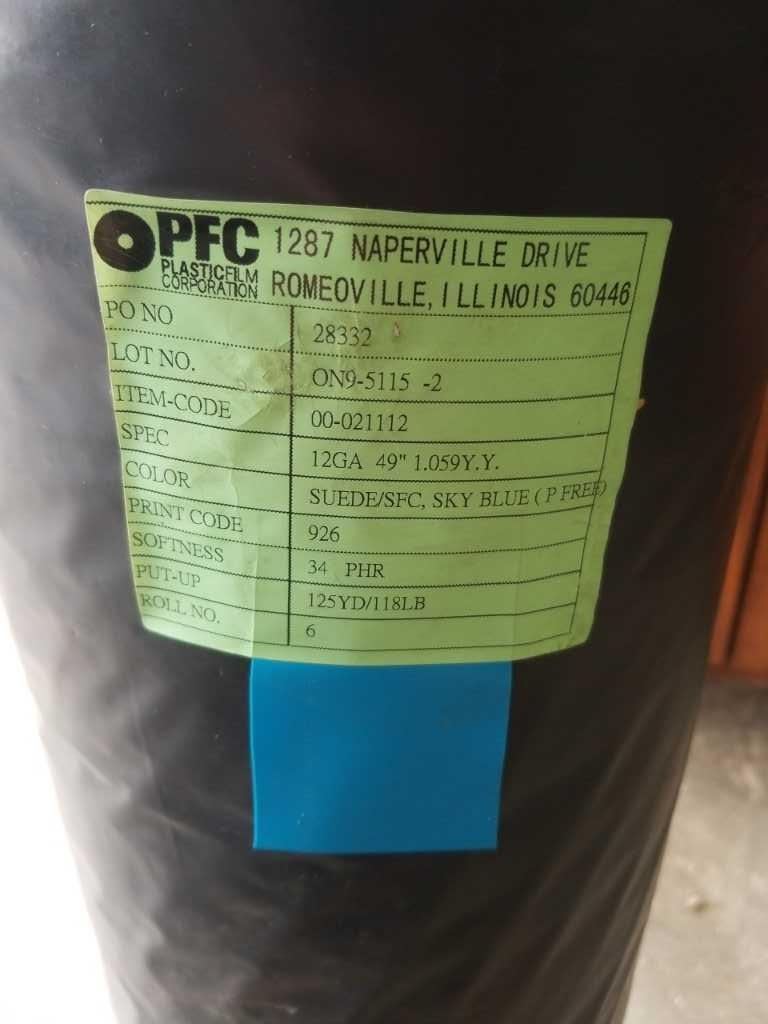 PFC 1287 NAPERVILLE DRIVE
PLASTICFILM
CORPORATION ROMEOVILLE, ILLINOIS 60446
PO NO 28332
LOT NO. ON9-5115 -2
ITEM-CODE 00-021112
SPEC 12GA 49" 1.059Y.Y.
COLOR SUEDE/SFC, SKY BLUE ( P FREE)
PRINT CODE 926
SOFTNESS 34 PHR
PUT-UP 125YD/118LB
ROLL NO. 6